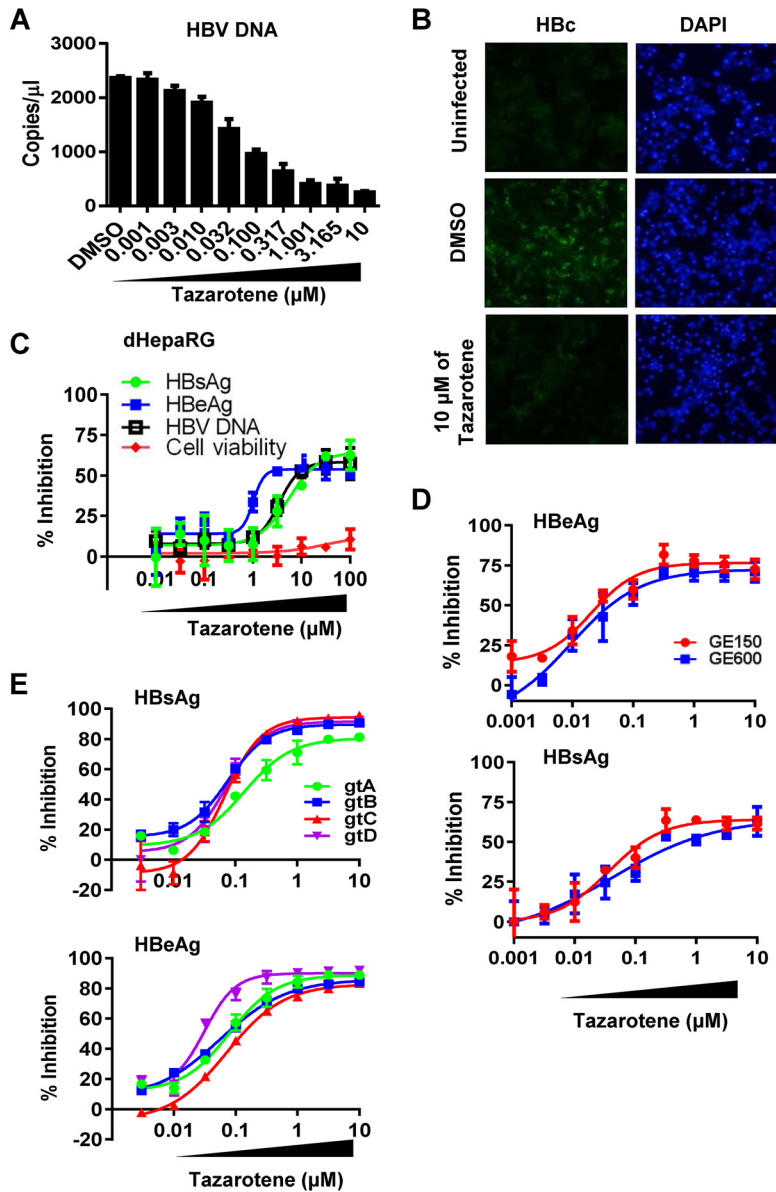 A
HBV DNA
Copies/µl
3000
2000
1000
0
DMSO
0.001
0.003
0.010
0.032
0.100
0.317
1.001
3.165
10
Tazarotene (µM)
B
HBc
DAPI
Uninfected
DMSO
10 µM of
Tazarotene
C
dHepaRG
HBsAg
HBeAg
HBV DNA
Cell viability
% Inhibition
100
75
50
25
0
0.01
0.1
1
10
100
Tazarotene (µM)
D
HBeAg
% Inhibition
100
75
50
25
0
GE150
GE600
0.001
0.01
0.1
1
10
HBsAg
% Inhibition
100
75
50
25
0
0.001
0.01
0.1
1
10
Tazarotene (µM)
E
HBsAg
% Inhibition
100
80
60
40
20
0
-20
gtA
gtB
gtC
gtD
0.01
0.1
1
10
HBeAg
% Inhibition
100
80
60
40
20
0
-20
0.01
0.1
1
10
Tazarotene (µM)